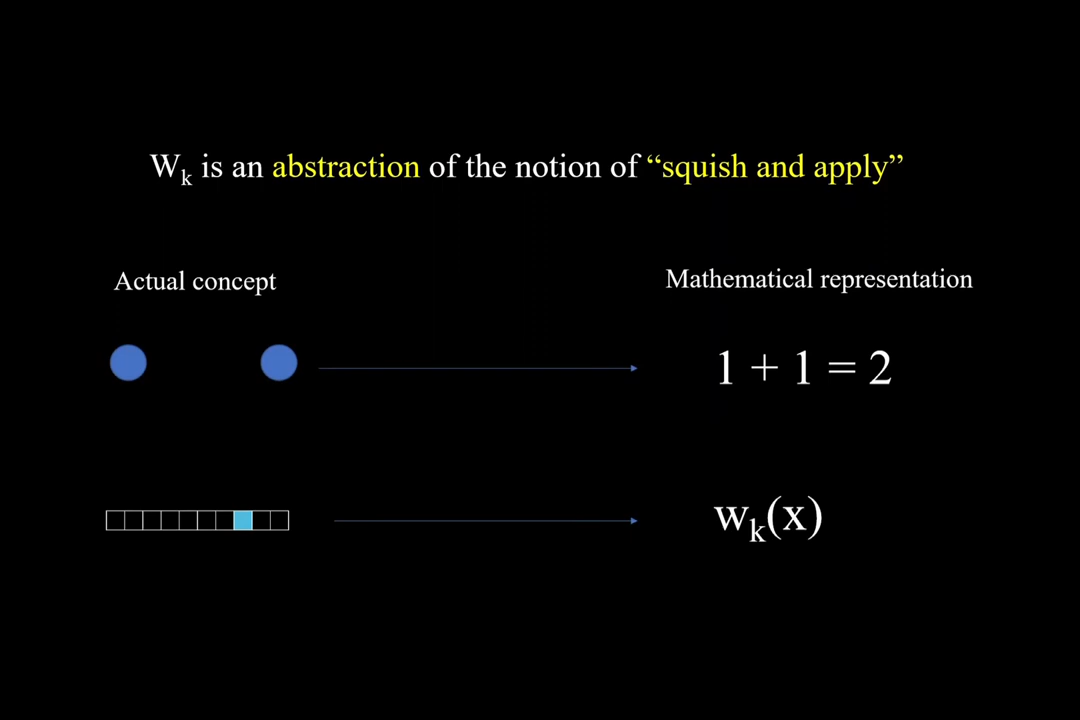 Wk is an abstraction of the notion of “squish and apply”
Actual concept
Mathematical representation
1 + 1 = 2
wk(x)